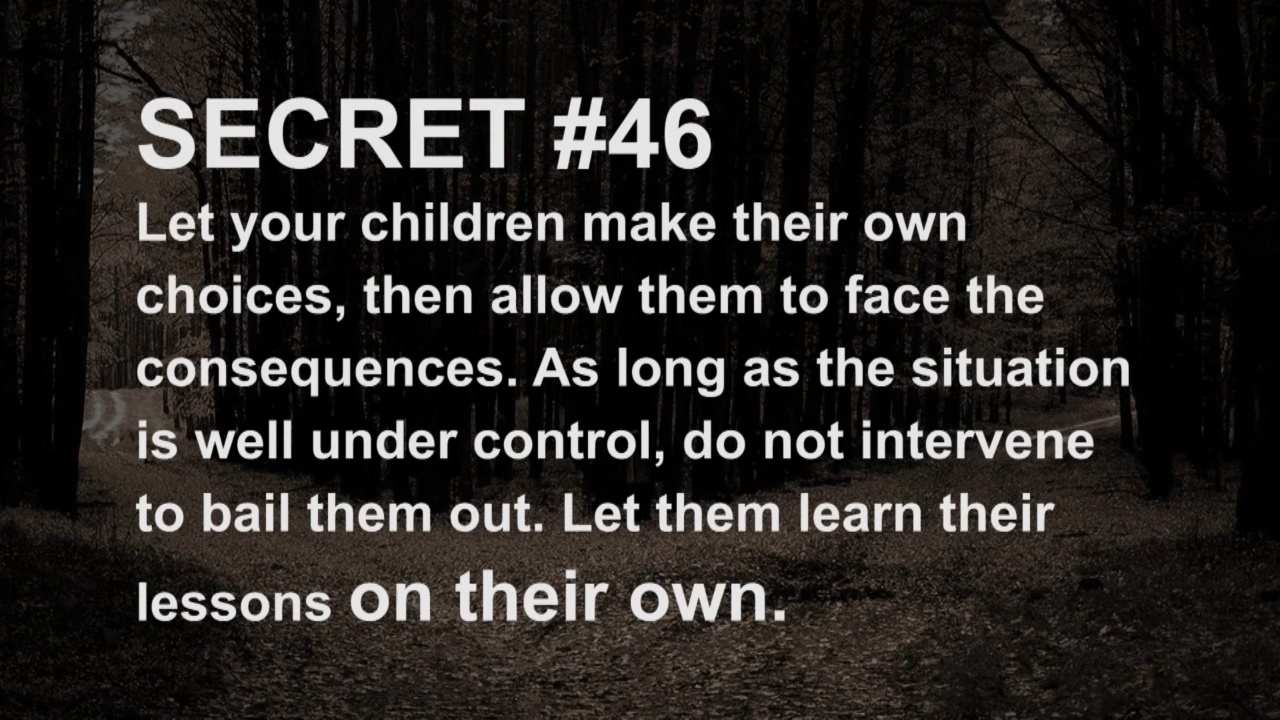 SECRET #46
Let your children make their own
choices, then allow them to face the
consequences. As long as the situation
is well under control, do not intervene
to bail them out. Let them learn their
lessons on their own.